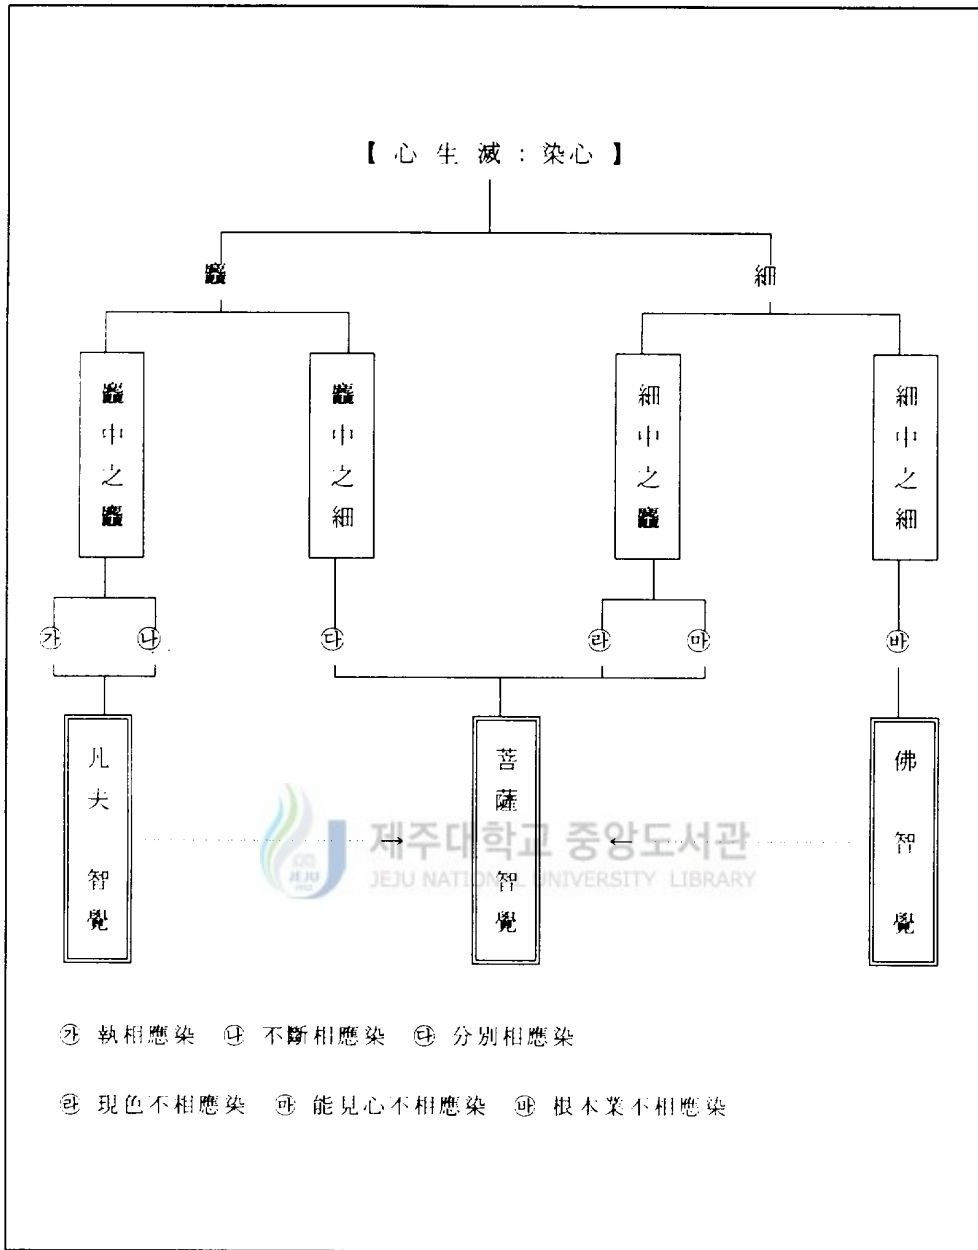 【 心 生 滅 : 染心 】
麤 細
麤中之麤 麤中之細 細中之麤 細中之細
㉮ ㉯ ㉰ ㉱ ㉲ ㉳
凡夫 智覺 菩薩 智覺 佛 智 覺
제주대학교 중앙도서관
JEJU NATIONAL UNIVERSITY LIBRARY
㉮ 執相應染 ㉯ 不斷相應染 ㉰ 分別相應染
㉱ 現色不相應染 ㉲ 能見心不相應染 ㉳ 根本業不相應染